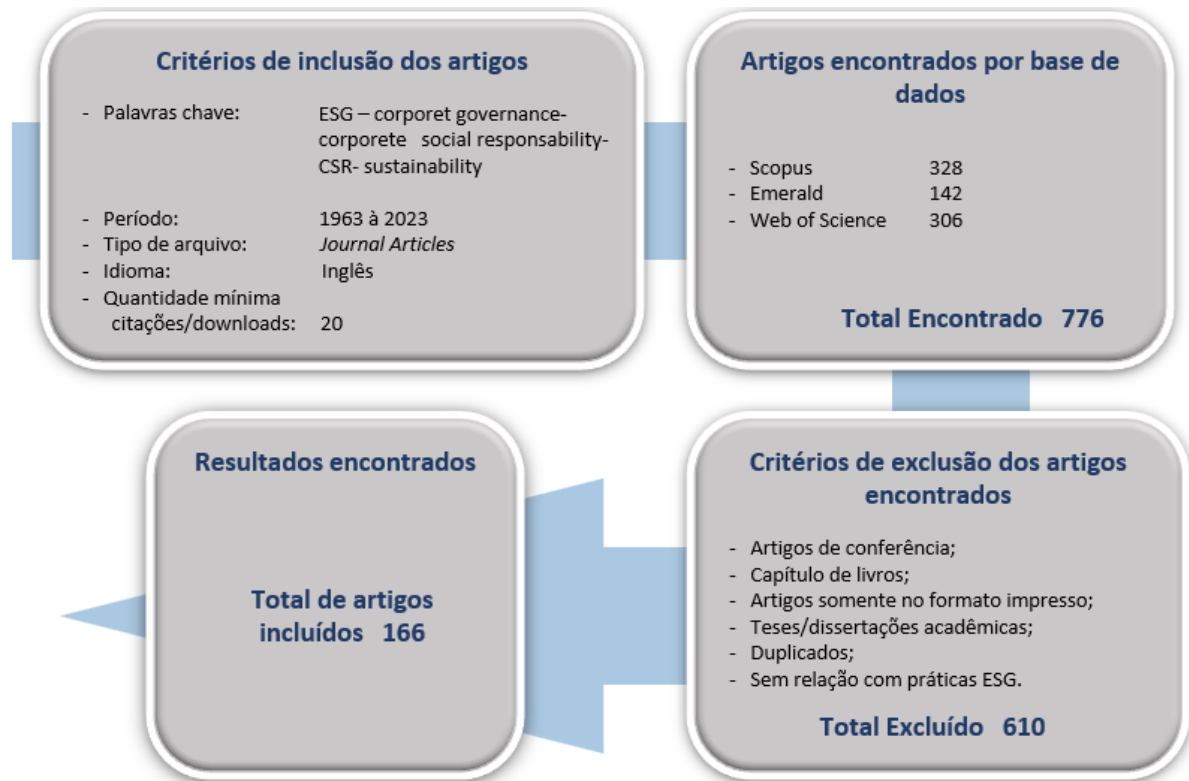 Critérios de inclusão dos artigos
- Palavras chave: ESG – corporet governance-
corporete social responsability-
CSR- sustainability
- Período: 1963 à 2023
- Tipo de arquivo: Journal Articles
- Idioma: Inglês
- Quantidade mínima
citações/downloads: 20
Artigos encontrados por base de
dados
- Scopus 328
- Emerald 142
- Web of Science 306
Total Encontrado 776
Critérios de exclusão dos artigos
encontrados
- Artigos de conferência;
- Capítulo de livros;
- Artigos somente no formato impresso;
- Teses/dissertações acadêmicas;
- Duplicados;
- Sem relação com práticas ESG.
Total Excluído 610
Resultados encontrados
Total de artigos
incluídos 166